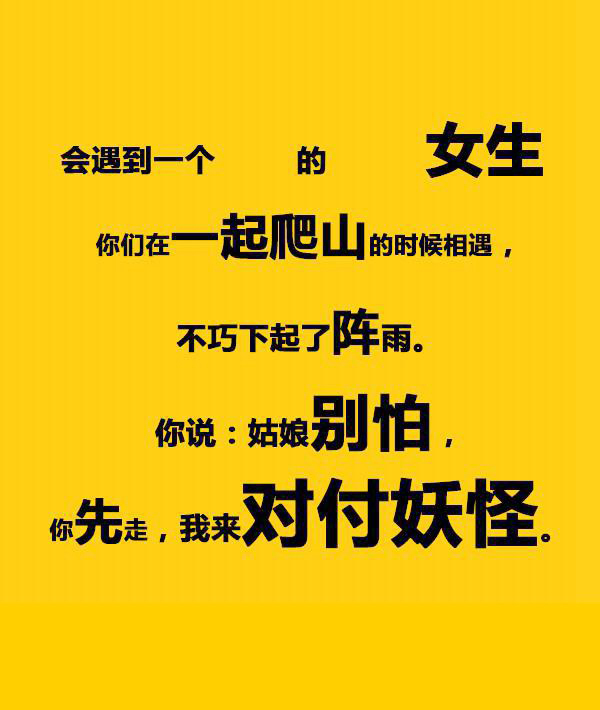 会遇到一个 的 女生
你们在一起爬山的时候相遇，
不巧下起了阵雨。
你说：姑娘别怕，
你先走，我来对付妖怪。